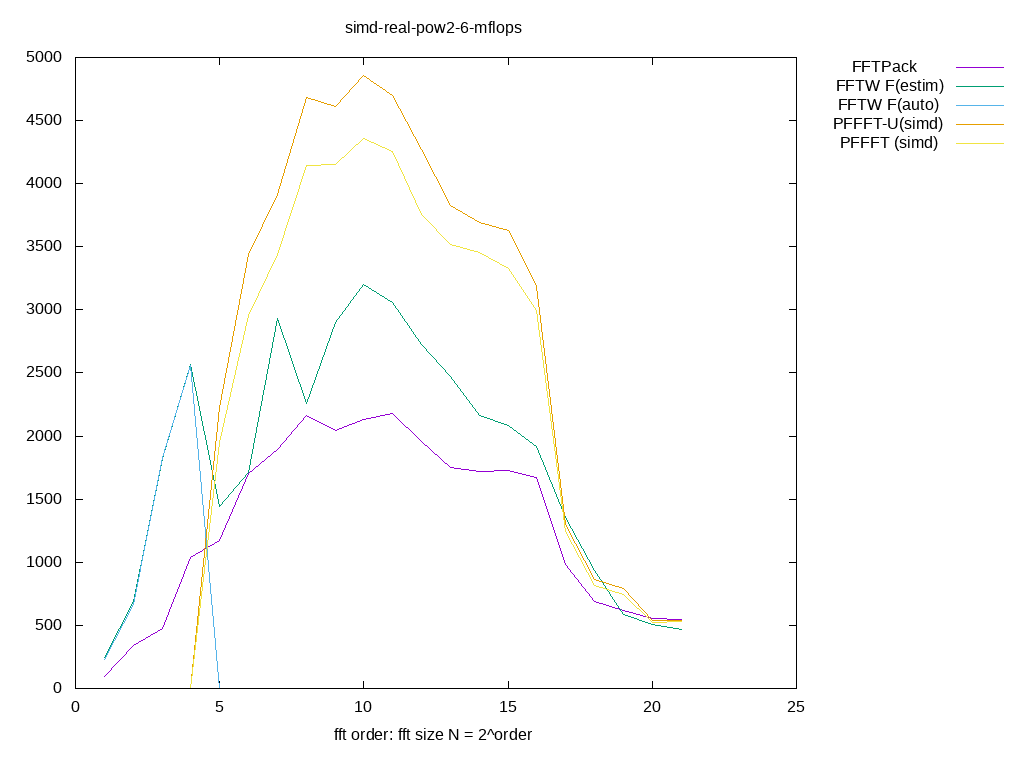 simd-real-pow2-6-mflops
5000
4500
4000
3500
3000
2500
2000
1500
1000
500
0
0 5 10 15 20 25
fft order: fft size N = 2^order
FFTPack
FFTW F(estim)
FFTW F(auto)
PFFFT-U(simd)
PFFFT (simd)